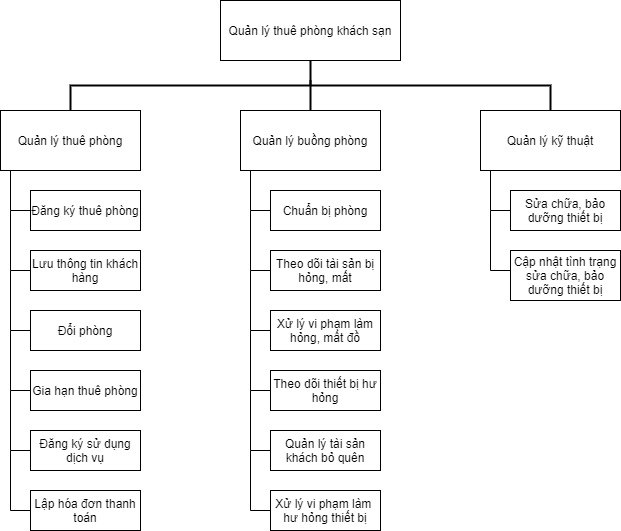 Quản lý thuê phòng khách sạn
Quản lý thuê phòng
Quản lý buồng phòng
Quản lý kỹ thuật
Đăng ký thuê phòng
Lưu thông tin khách
hàng
Đổi phòng
Gia hạn thuê phòng
Đăng ký sử dụng
dịch vụ
Lập hóa đơn thanh
toán
Chuẩn bị phòng
Theo dõi tài sản bị
hỏng, mất
Xử lý vi phạm làm
hỏng, mất đồ
Theo dõi thiết bị hư
hỏng
Quản lý tài sản
khách bỏ quên
Xử lý vi phạm làm
hư hỏng thiết bị
Sửa chữa, bảo
dưỡng thiết bị
Cập nhật tình trạng
sửa chữa, bảo
dưỡng thiết bị